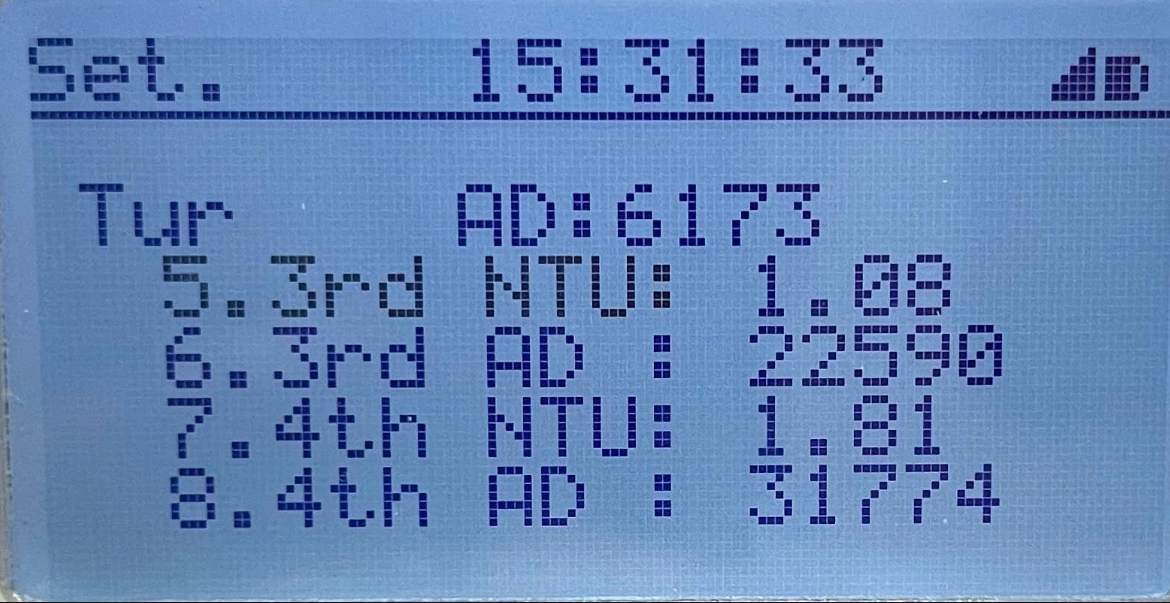 Set. 15:31:33
Tur AD:6173
5.3rd NTU: 1.08
6.3rd AD : 22590
7.4th NTU: 1.81
8.4th AD : 31774